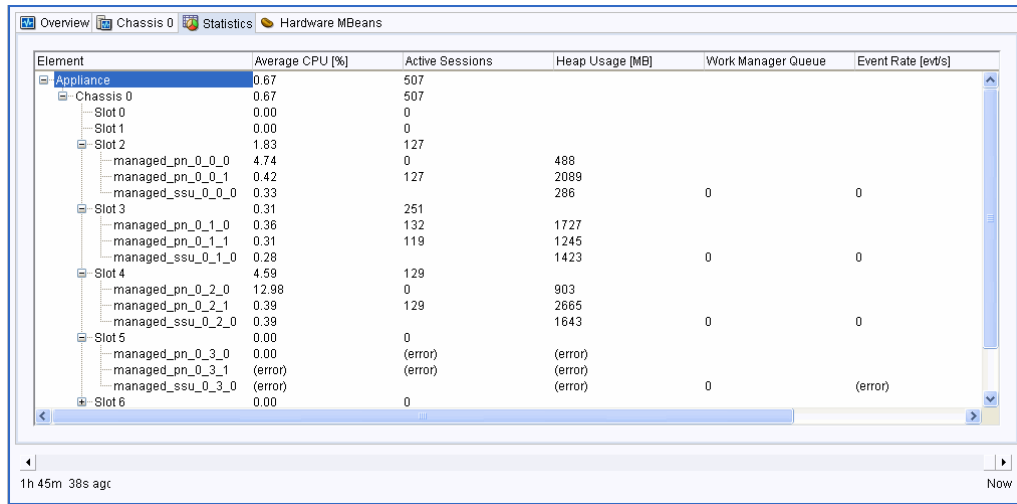 Overview Chassis 0 Statistics Hardware MBeans
Element Average CPU [%] Active Sessions Heap Usage [MB] Work Manager Queue Event Rate [evt/s]
Appliance 0.67 507
Chassis 0 0.67 507
Slot 0 0.00 0
Slot 1 0.00 0
Slot 2 1.83 127
managed_pn_0_0_0 4.74 0 488
managed_pn_0_0_1 0.42 127 2089
managed_ssu_0_0_0 0.33 286 0 0
Slot 3 0.31 251
managed_pn_0_1_0 0.36 132 1727
managed_pn_0_1_1 0.31 119 1245
managed_ssu_0_1_0 0.28 1423 0 0
Slot 4 4.59 129
managed_pn_0_2_0 12.98 0 903
managed_pn_0_2_1 0.39 129 2665
managed_ssu_0_2_0 0.39 1643 0 0
Slot 5 0.00 0
managed_pn_0_3_0 0.00 (error) (error)
managed_pn_0_3_1 (error) (error) (error)
managed_ssu_0_3_0 (error) (error) 0 (error)
Slot 6 0.00 0
1h 45m 38s agc Now